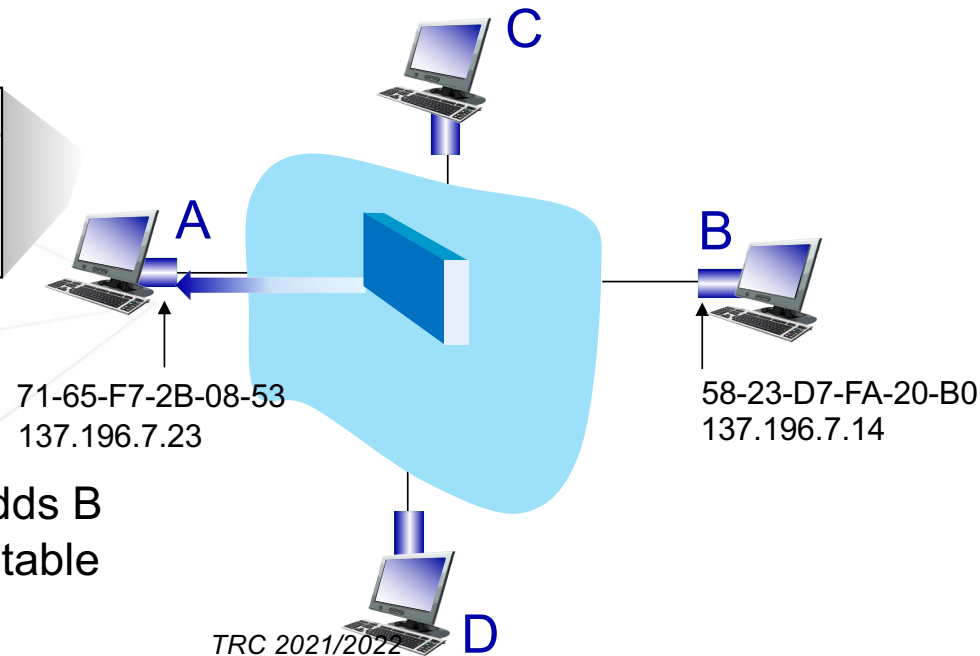 C
A
B
71-65-F7-2B-08-53
137.196.7.23
58-23-D7-FA-20-B0
137.196.7.14
B
table
TRC 2021/2022
D